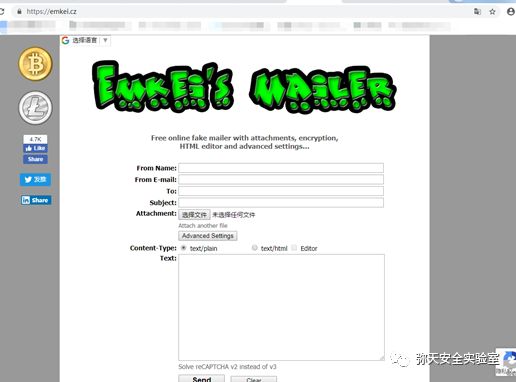 https://emkei.cz
选择语言
EMKEI'S MAILER
Free online fake mailer with attachments, encryption,
HTML editor and advanced settings...
4.7K
Like
Share
发推
Share
From Name:
From E-mail:
To:
Subject:
Attachment: 选择文件 未选择任何文件
Attach another file
Advanced Settings
Content-Type: text/plain text/html Editor
Text:
Solve reCAPTCHA v2 instead of v3
Send Clear
弥天安全实验室